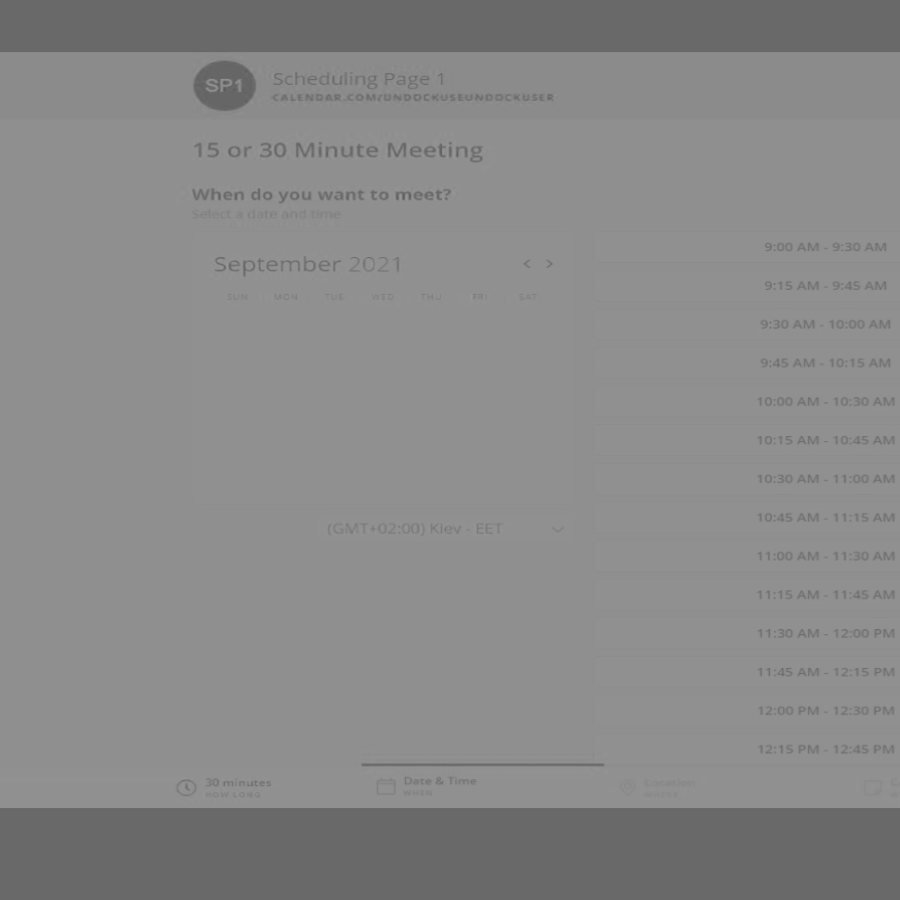 SP1
Scheduling Page 1
CALENDAR.COM/UNDOCKUSEUNDOCKUSER
15 or 30 Minute Meeting
When do you want to meet?
Select a date and time
September 2021
< >
SUN MON TUE WED THU FRI SAT
(GMT+02:00) Kiev - EET
9:00 AM - 9:30 AM
9:15 AM - 9:45 AM
9:30 AM - 10:00 AM
9:45 AM - 10:15 AM
10:00 AM - 10:30 AM
10:15 AM - 10:45 AM
10:30 AM - 11:00 AM
10:45 AM - 11:15 AM
11:00 AM - 11:30 AM
11:15 AM - 11:45 AM
11:30 AM - 12:00 PM
11:45 AM - 12:15 PM
12:00 PM - 12:30 PM
12:15 PM - 12:45 PM
30 minutes
HOW LONG
Date & Time
WHEN